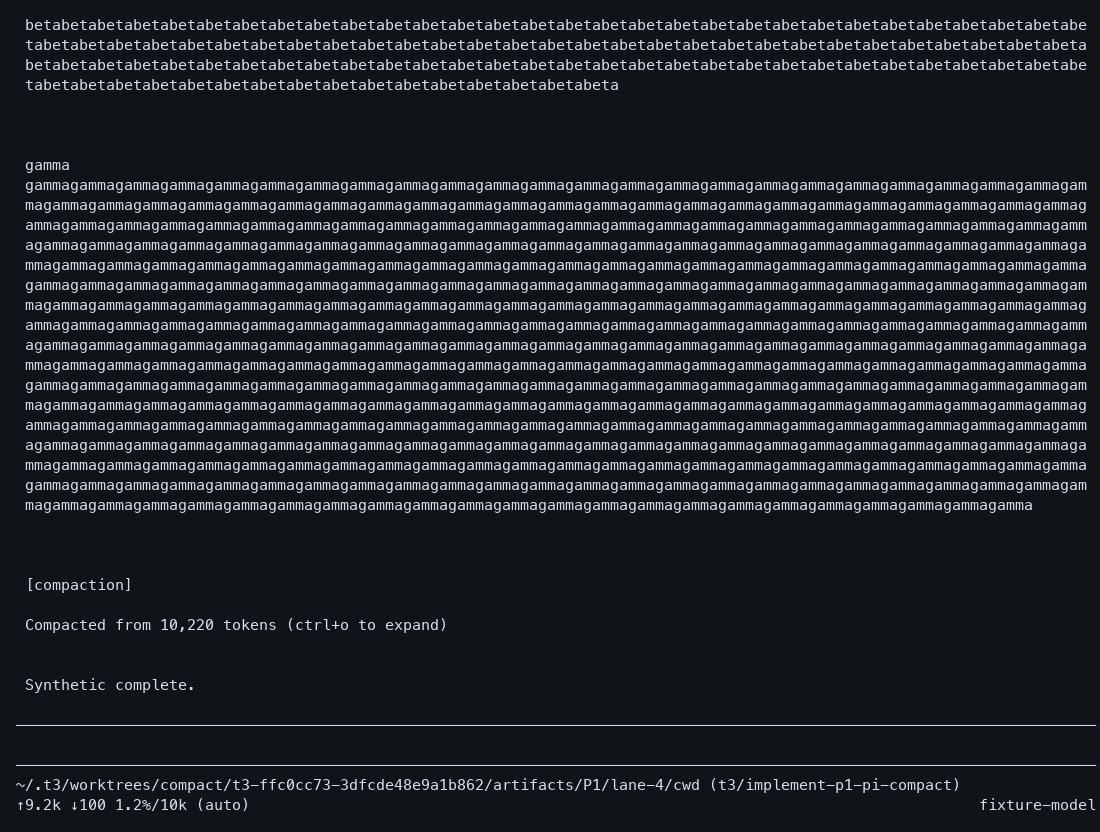 betabetabetabetabetabetabetabetabetabetabetabetabetabetabetabetabetabetabetabetabetabetabetabetabetabetabetabetabetabe
tabetabetabetabetabetabetabetabetabetabetabetabetabetabetabetabetabetabetabetabetabetabetabetabetabetabetabetabetabeta
betabetabetabetabetabetabetabetabetabetabetabetabetabetabetabetabetabetabetabetabetabetabetabetabetabetabetabetabetabe
tabetabetabetabetabetabetabetabetabetabetabetabetabetabetabetabeta
gamma
gammagammagammagammagammagammagammagammagammagammagammagammagammagammagammagammagammagammagammagammagammagammagammagam
magammagammagammagammagammagammagammagammagammagammagammagammagammagammagammagammagammagammagammagammagammagammagammag
ammagammagammagammagammagammagammagammagammagammagammagammagammagammagammagammagammagammagammagammagammagammagammagamm
agammagammagammagammagammagammagammagammagammagammagammagammagammagammagammagammagammagammagammagammagammagammagammaga
mmagammagammagammagammagammagammagammagammagammagammagammagammagammagammagammagammagammagammagammagammagammagammagamma
gammagammagammagammagammagammagammagammagammagammagammagammagammagammagammagammagammagammagammagammagammagammagammagam
magammagammagammagammagammagammagammagammagammagammagammagammagammagammagammagammagammagammagammagammagammagammagammag
ammagammagammagammagammagammagammagammagammagammagammagammagammagammagammagammagammagammagammagammagammagammagammagamm
agammagammagammagammagammagammagammagammagammagammagammagammagammagammagammagammagammagammagammagammagammagammagammaga
mmagammagammagammagammagammagammagammagammagammagammagammagammagammagammagammagammagammagammagammagammagammagammagamma
gammagammagammagammagammagammagammagammagammagammagammagammagammagammagammagammagammagammagammagammagammagammagammagam
magammagammagammagammagammagammagammagammagammagammagammagammagammagammagammagammagammagammagammagammagammagammagammag
ammagammagammagammagammagammagammagammagammagammagammagammagammagammagammagammagammagammagammagammagammagammagammagamm
agammagammagammagammagammagammagammagammagammagammagammagammagammagammagammagammagammagammagammagammagammagammagammaga
mmagammagammagammagammagammagammagammagammagammagammagammagammagammagammagammagammagammagammagammagammagammagammagamma
gammagammagammagammagammagammagammagammagammagammagammagammagammagammagammagammagammagammagammagammagammagammagammagam
magammagammagammagammagammagammagammagammagammagammagammagammagammagammagammagammagammagammagammagammagammagamma
[compaction]
Compacted from 10,220 tokens (ctrl+o to expand)
Synthetic complete.
~/.t3/worktrees/compact/t3-ffc0cc73-3dfcde48e9a1b862/artifacts/P1/lane-4/cwd (t3/implement-p1-pi-compact)
↑9.2k ↓100 1.2%/10k (auto) fixture-model